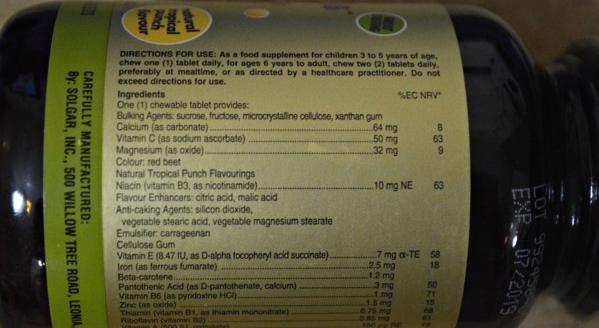 natural
tropical
punch
flavour
DIRECTIONS FOR USE: As a food supplement for children 3 to 5 years of age,
chew one (1) tablet daily, for ages 6 years to adult, chew two (2) tablets daily,
preferably at mealtime, or as directed by a healthcare practitioner. Do not
exceed directions for use.
Ingredients %EC NRV*
One (1) chewable tablet provides:
Bulking Agents: sucrose, fructose, microcrystalline cellulose, xanthan gum
Calcium (as carbonate) 64 mg 8
Vitamin C (as sodium ascorbate) 50 mg 63
Magnesium (as oxide) 32 mg 9
Colour: red beet
Natural Tropical Punch Flavourings
Niacin (vitamin B3, as nicotinamide) 10 mg NE 63
Flavour Enhancers: citric acid, malic acid
Anti-caking Agents: silicon dioxide,
vegetable stearic acid, vegetable magnesium stearate
Emulsifier: carrageenan
Cellulose Gum
Vitamin E (8.47 IU, as D-alpha tocopheryl acid succinate) 7 mg α-TE 58
Iron (as ferrous fumarate) 2.5 mg 18
Beta-carotene 1.2 mg
Pantothenic Acid (as D-pantothenate, calcium) 3 mg 50
Vitamin B6 (as pyridoxine HCl) 1 mg 71
Zinc (as oxide) 1.5 mg 15
Thiamin (vitamin B1, as thiamin mononitrate) 0.75 mg 68
Riboflavin (vitamin B2) 0.85 mg 61
CAREFULLY MANUFACTURED:
By: SOLGAR, INC., 500 WILLOW TREE ROAD, LEONIA,
LOT
EXP. 07/2019